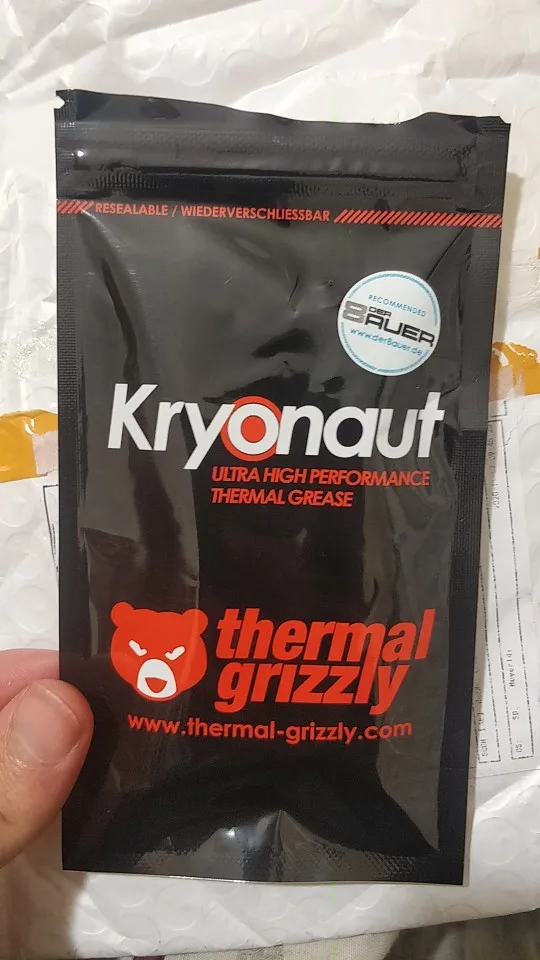 RESEALABLE / WIEDERVERSCHLIESSBAR
RECOMMENDED
DER
8AUER
www.der8auer.de
Kryonaut
ULTRA HIGH PERFORMANCE
THERMAL GREASE
thermal
grizzly
www.thermal-grizzly.com